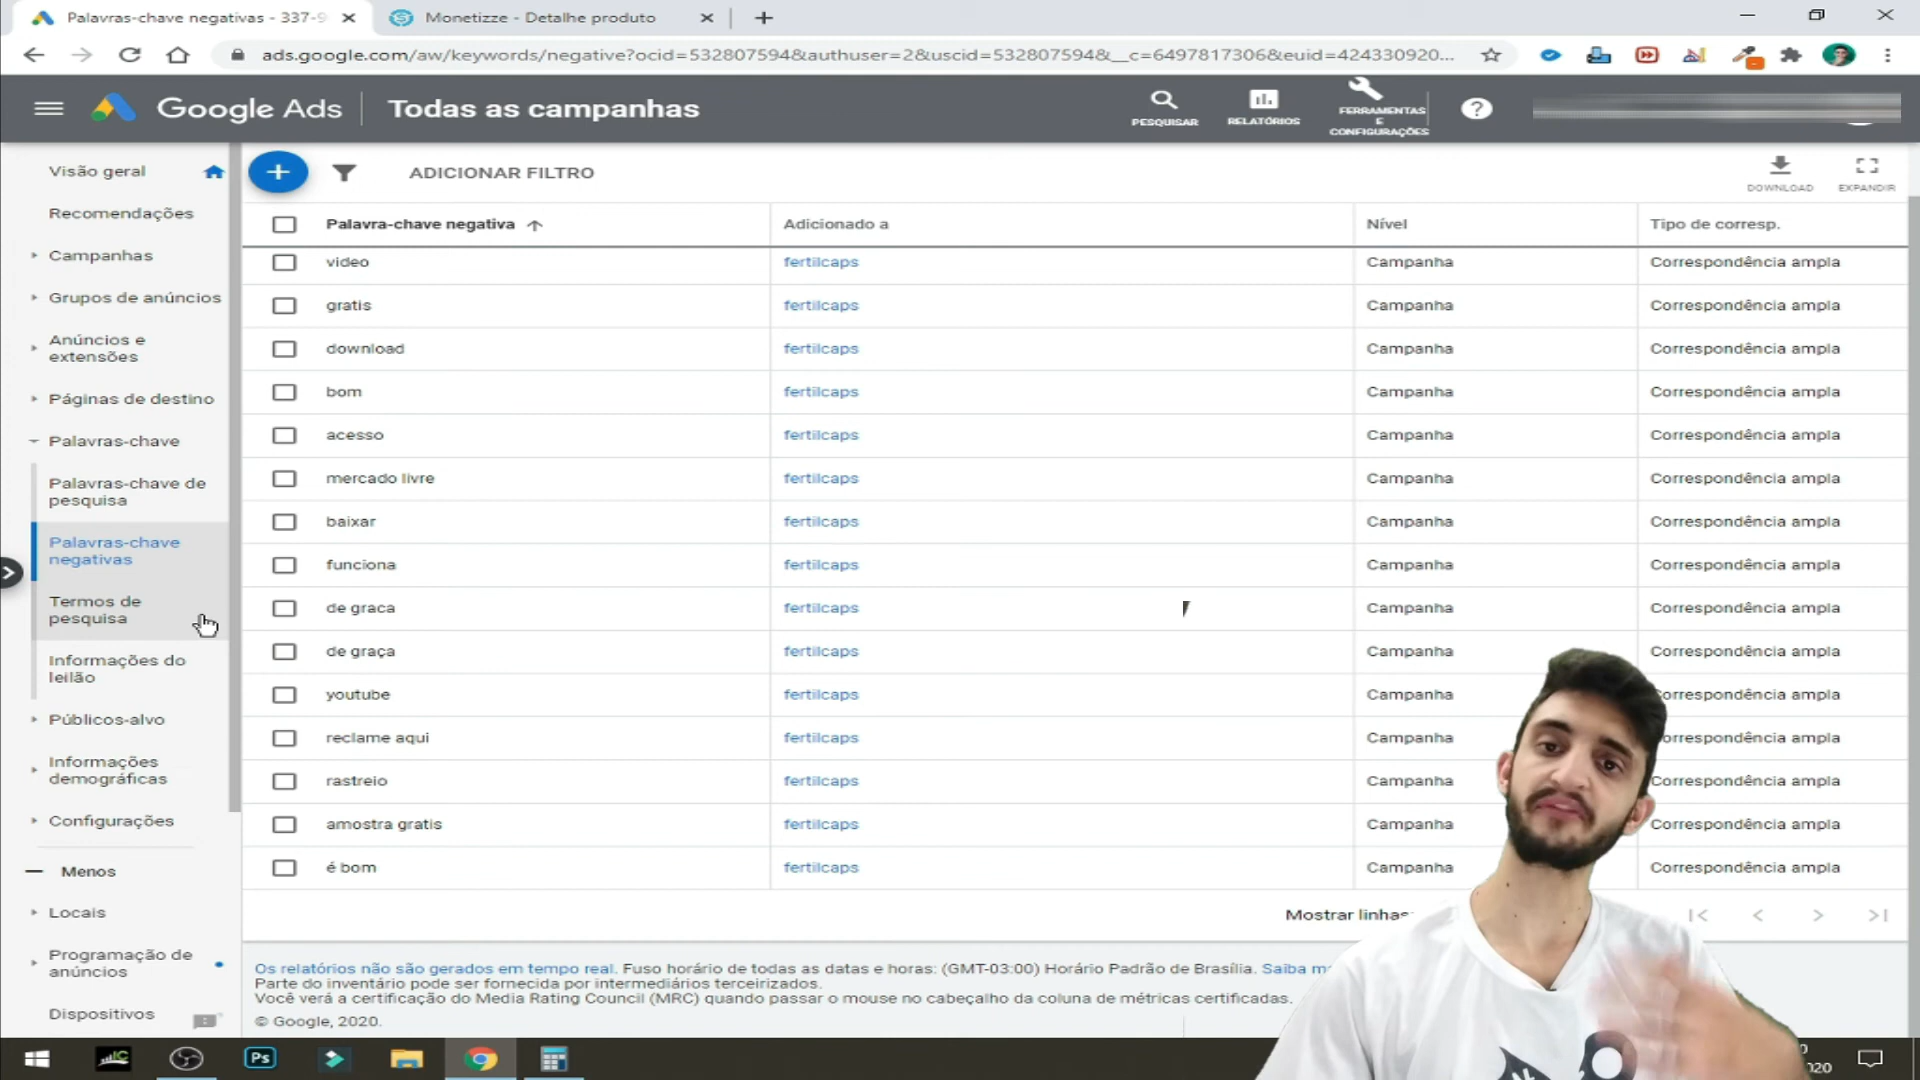 Palavras-chave negativas - 337-9
Monetizze - Detalhe produto
ads.google.com/aw/keywords/negative?ocid=532807594&authuser=2&uscid=532807594&__c=6497817306&euid=424330920...
Google Ads
Todas as campanhas
PESQUISAR
RELATÓRIOS
FERRAMENTAS
E
CONFIGURAÇÕES
Visão geral
Recomendações
Campanhas
Grupos de anúncios
Anúncios e
extensões
Páginas de destino
Palavras-chave
Palavras-chave de
pesquisa
Palavras-chave
negativas
Termos de
pesquisa
Informações do
leilão
Públicos-alvo
Informações
demográficas
Configurações
Menos
Locais
Programação de
anúncios
Dispositivos
ADICIONAR FILTRO
DOWNLOAD
EXPANDIR
Palavra-chave negativa Adicionado a Nível Tipo de corresp.
video fertilcaps Campanha Correspondência ampla
gratis fertilcaps Campanha Correspondência ampla
download fertilcaps Campanha Correspondência ampla
bom fertilcaps Campanha Correspondência ampla
acesso fertilcaps Campanha Correspondência ampla
mercado livre fertilcaps Campanha Correspondência ampla
baixar fertilcaps Campanha Correspondência ampla
funciona fertilcaps Campanha Correspondência ampla
de graca fertilcaps Campanha Correspondência ampla
de graça fertilcaps Campanha Correspondência ampla
youtube fertilcaps Campanha orrespondência ampla
reclame aqui fertilcaps Campanha orrespondência ampla
rastreio fertilcaps Campanha orrespondência ampla
amostra gratis fertilcaps Campanha orrespondência ampla
é bom fertilcaps Campanha Correspondência ampla
Mostrar linhas:
Os relatórios não são gerados em tempo real. Fuso horário de todas as datas e horas: (GMT-03:00) Horário Padrão de Brasília. Saiba m
Parte do inventário pode ser fornecida por intermediários terceirizados.
Você verá a certificação do Media Rating Council (MRC) quando passar o mouse no cabeçalho da coluna de métricas certificadas.
© Google, 2020.
Ps